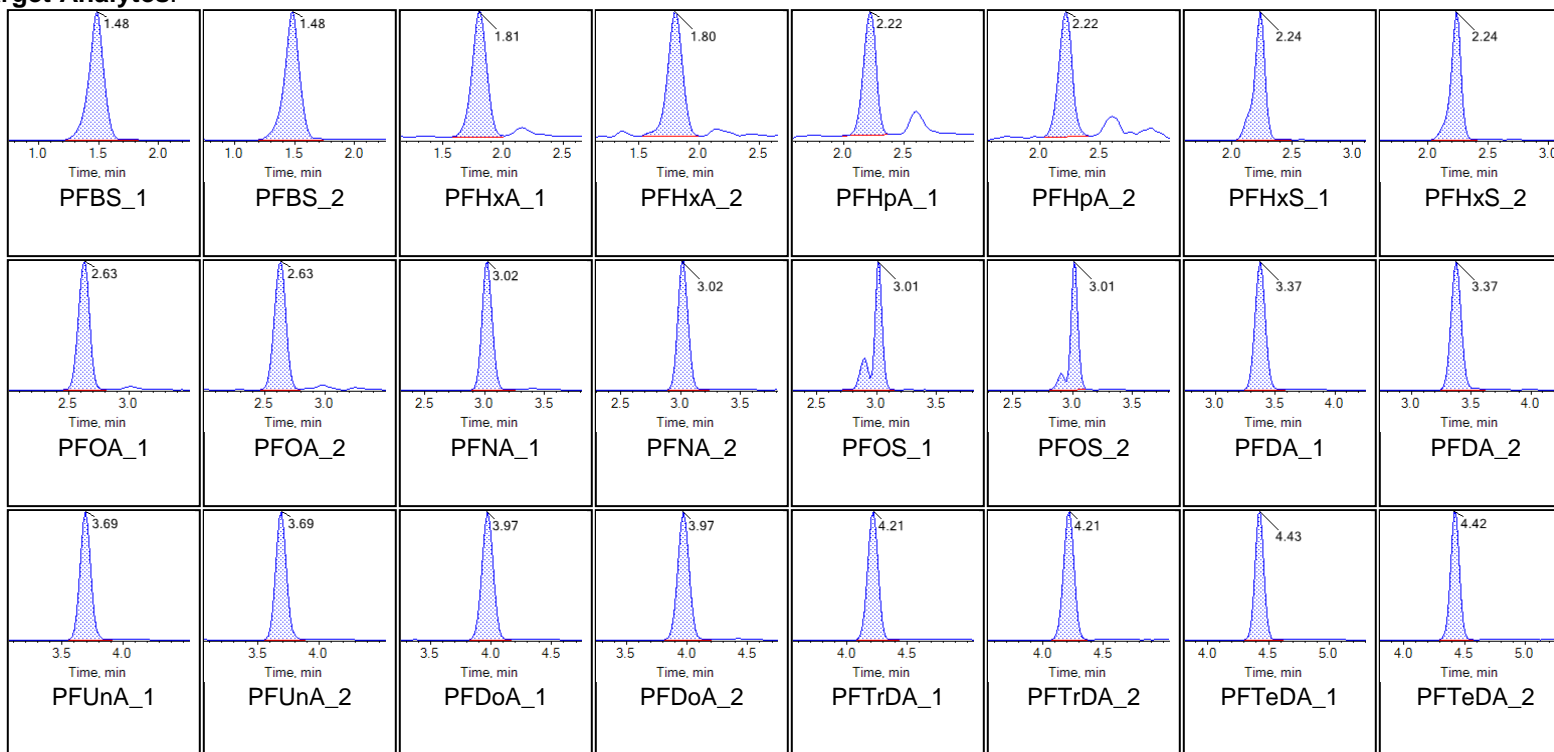 rget Analytes:
1.48 1.48 1.81 1.80 2.22 2.22 2.24 2.24
1.0 1.5 2.0 1.0 1.5 2.0 1.5 2.0 2.5 1.5 2.0 2.5 2.0 2.5 2.0 2.5 2.0 2.5 3.0 2.0 2.5 3.0
Time, min Time, min Time, min Time, min Time, min Time, min Time, min Time, min
PFBS_1 PFBS_2 PFHxA_1 PFHxA_2 PFHpA_1 PFHpA_2 PFHxS_1 PFHxS_2
2.63 2.63 3.02 3.02 3.01 3.01 3.37 3.37
2.5 3.0 2.5 3.0 2.5 3.0 3.5 2.5 3.0 3.5 2.5 3.0 3.5 2.5 3.0 3.5 3.0 3.5 4.0 3.0 3.5 4.0
Time, min Time, min Time, min Time, min Time, min Time, min Time, min Time, min
PFOA_1 PFOA_2 PFNA_1 PFNA_2 PFOS_1 PFOS_2 PFDA_1 PFDA_2
3.69 3.69 3.97 3.97 4.21 4.21 4.43 4.42
3.5 4.0 3.5 4.0 3.5 4.0 4.5 3.5 4.0 4.5 4.0 4.5 4.0 4.5 4.0 4.5 5.0 4.0 4.5 5.0
Time, min Time, min Time, min Time, min Time, min Time, min Time, min Time, min
PFUnA_1 PFUnA_2 PFDoA_1 PFDoA_2 PFTrDA_1 PFTrDA_2 PFTeDA_1 PFTeDA_2